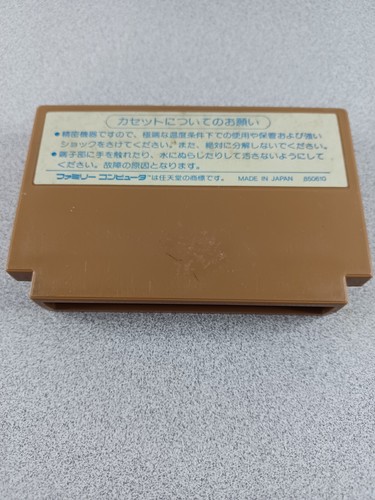 カセットについてのお願い
●精密機器ですので、極端な温度条件下での使用や保管および強い
ショックをさけてください。また、絶対に分解しないでください。
●端子部に手を触れたり、水にぬらしたりして汚さないようにして
ください。故障の原因となります。
ファミリーコンピュータ™は任天堂の商標です。 MADE IN JAPAN 850610